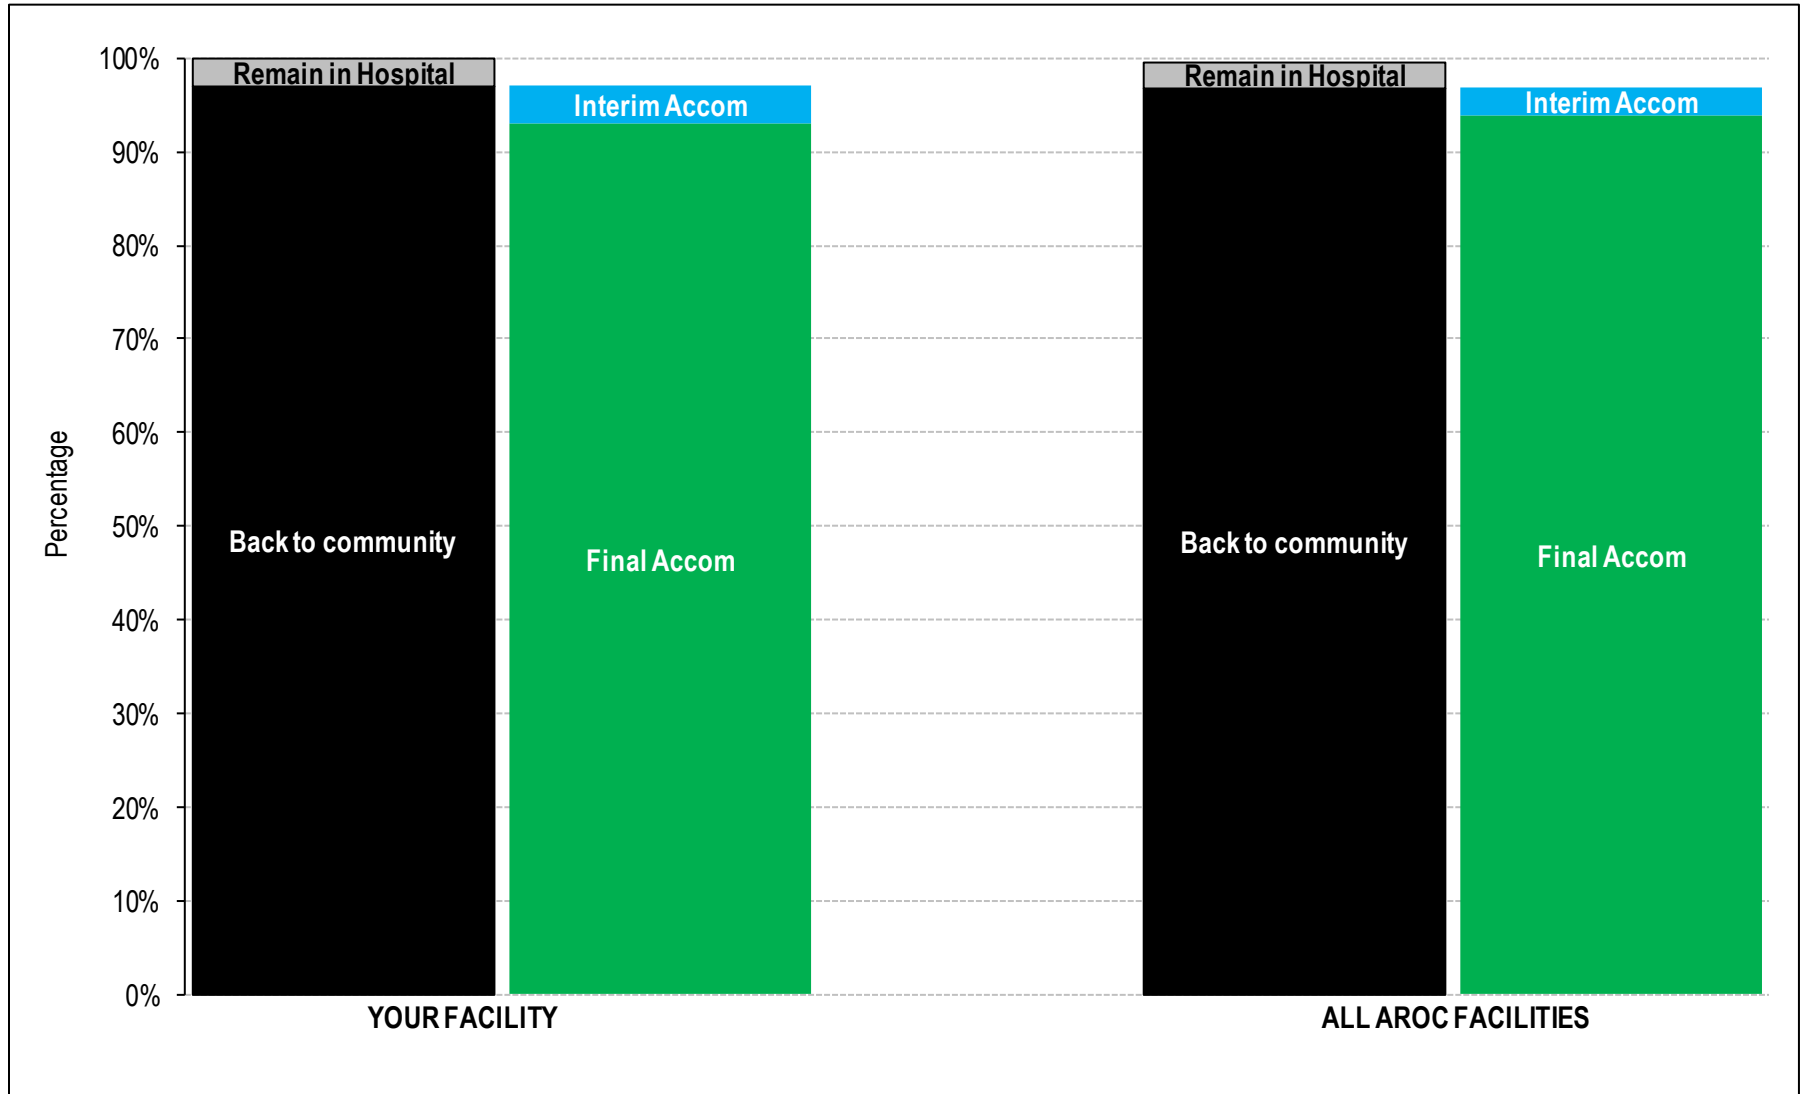 100%
90%
80%
70%
60%
50%
40%
30%
20%
10%
0%
Percentage
Remain in Hospital
Interim Accom
Back to community
Final Accom
Remain in Hospital
Interim Accom
Back to community
Final Accom
YOUR FACILITY
ALL AROC FACILITIES